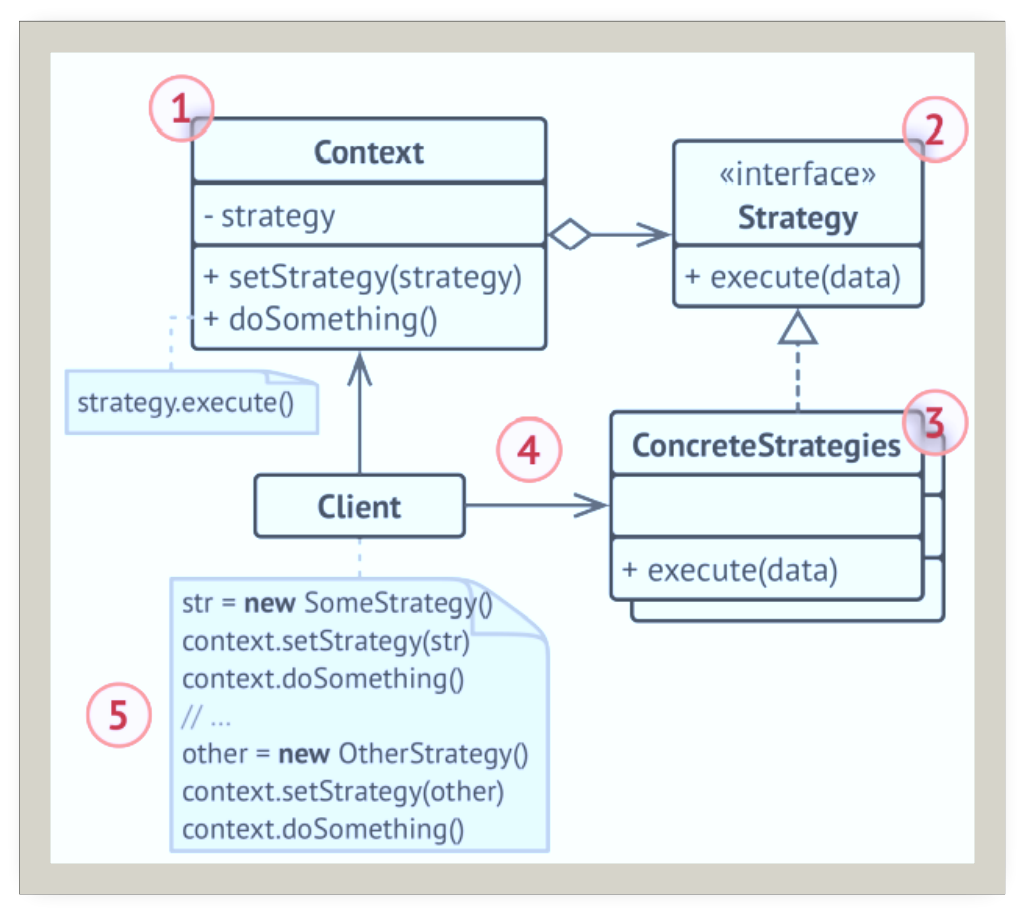 1
Context
- strategy
+ setStrategy(strategy)
+ doSomething()
2
«interface»
Strategy
+ execute(data)
strategy.execute()
3
ConcreteStrategies
+ execute(data)
4
Client
5
str = new SomeStrategy()
context.setStrategy(str)
context.doSomething()
// ...
other = new OtherStrategy()
context.setStrategy(other)
context.doSomething()